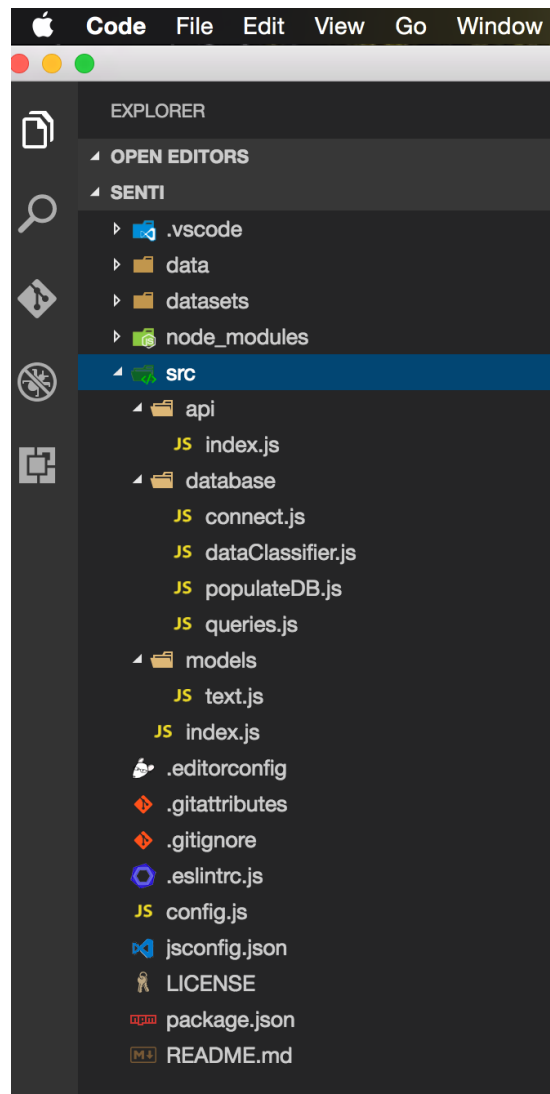 Code File Edit View Go Window
EXPLORER
OPEN EDITORS
SENTI
.vscode
data
datasets
node_modules
src
api
JS index.js
database
JS connect.js
JS dataClassifier.js
JS populateDB.js
JS queries.js
models
JS text.js
JS index.js
.editorconfig
.gitattributes
.gitignore
.eslintrc.js
JS config.js
jsconfig.json
LICENSE
npm package.json
M↓ README.md